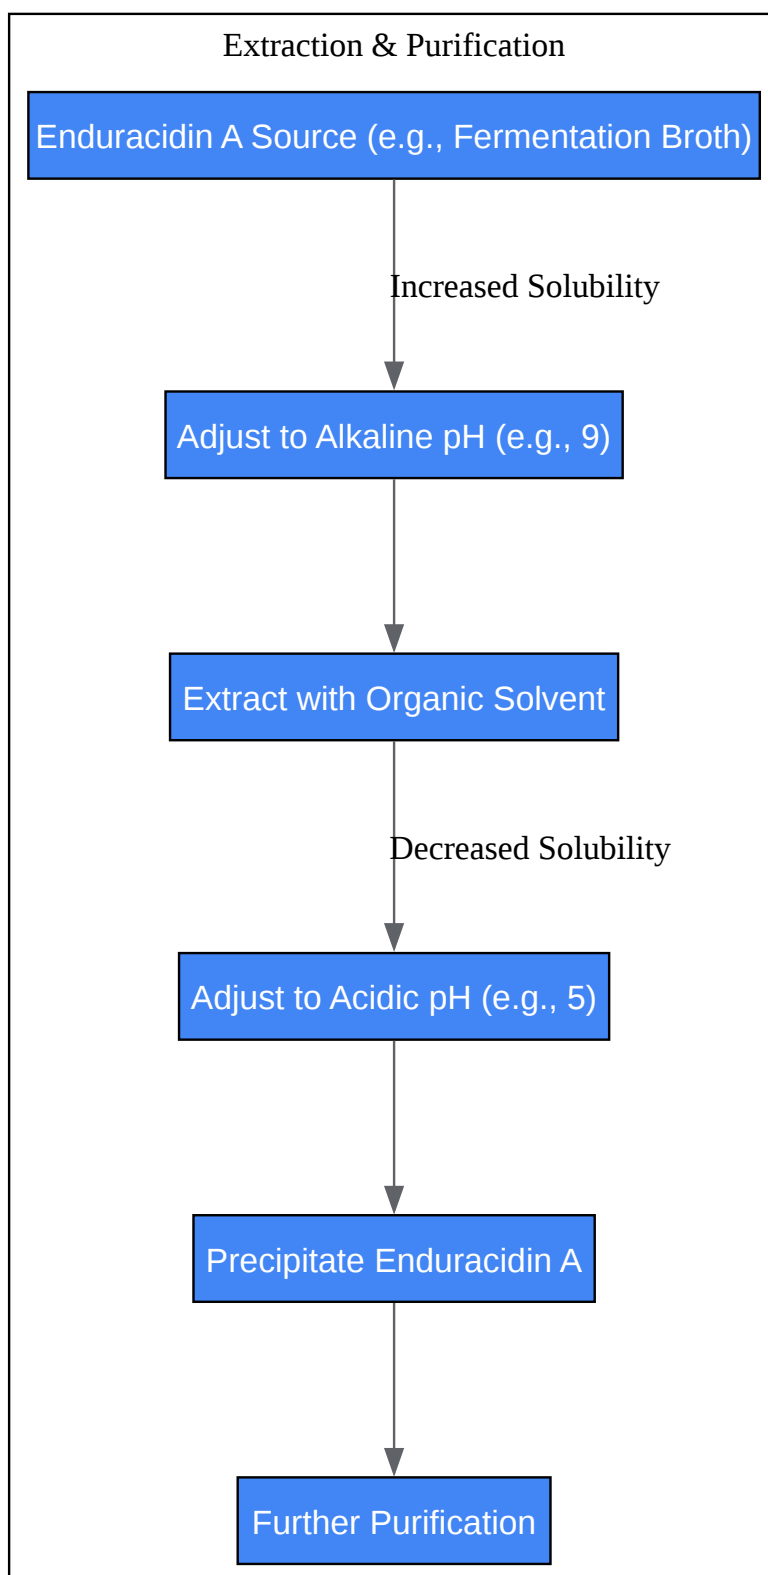 Extraction & Purification
Enduracidin A Source (e.g., Fermentation Broth)
Increased Solubility
Adjust to Alkaline pH (e.g., 9)
Extract with Organic Solvent
Decreased Solubility
Adjust to Acidic pH (e.g., 5)
Precipitate Enduracidin A
Further Purification